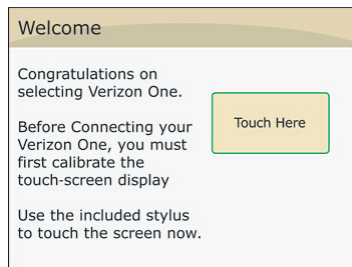 Welcome
Congratulations on
selecting Verizon One.
Before Connecting your
Verizon One, you must
first calibrate the
touch-screen display
Use the included stylus
to touch the screen now.
Touch Here